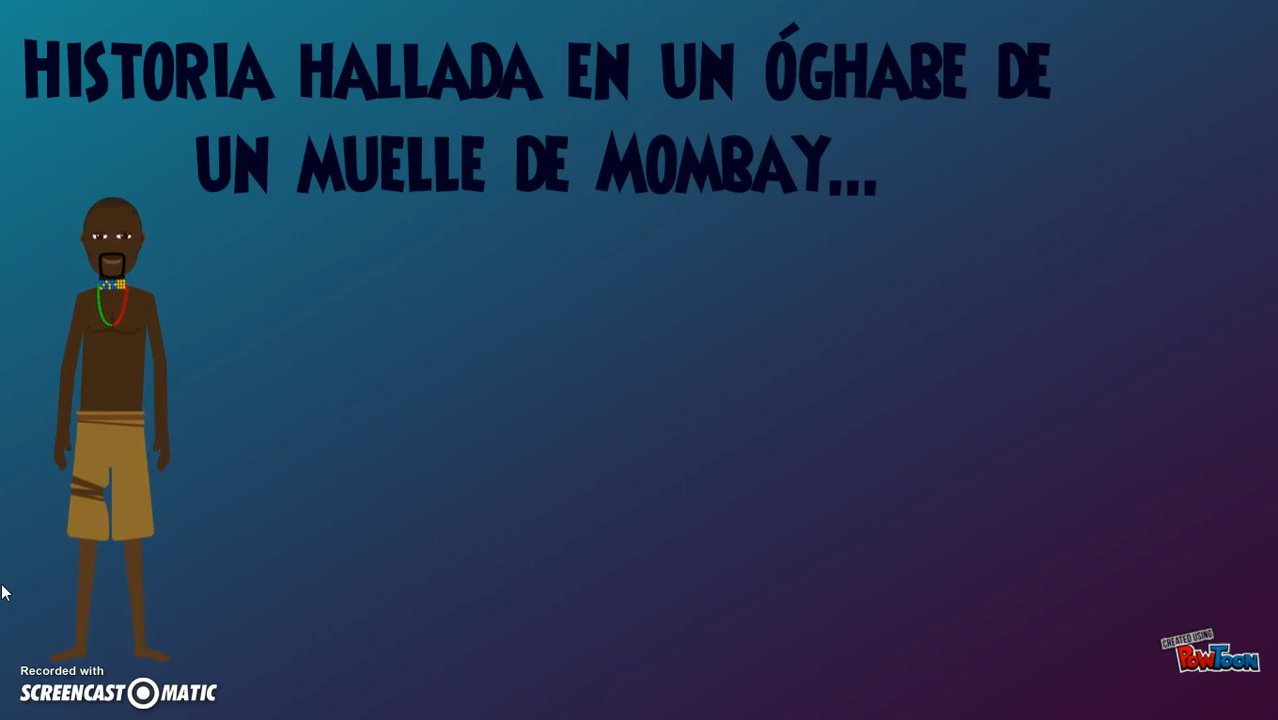 Historia hallada en un óghabe de
un muelle de Mombay...
CREATED USING
PowToon
Recorded with
SCREENCAST MATIC